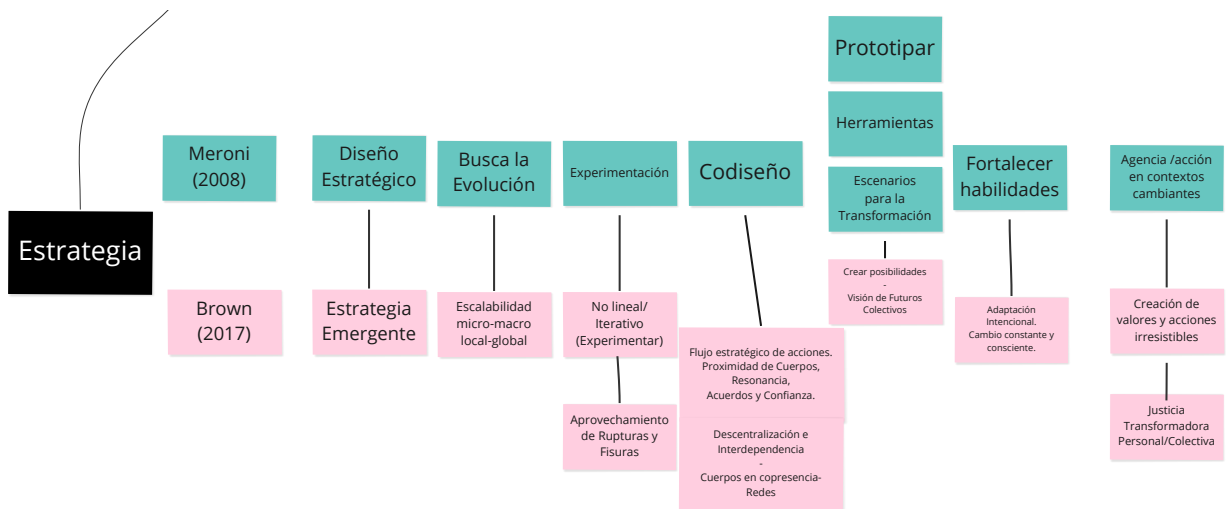 Estrategia
Meroni
(2008)
Brown
(2017)
Diseño
Estratégico
Estrategia
Emergente
Busca la
Evolución
Escalabilidad
micro-macro
local-global
Experimentación
No lineal/
Iterativo
(Experimentar)
Aprovechamiento
de Rupturas y
Fisuras
Codiseño
Flujo estratégico de acciones.
Proximidad de Cuerpos,
Resonancia,
Acuerdos y Confianza.
Descentralización e
Interdependencia
-
Cuerpos en copresencia-
Redes
Prototipar
Herramientas
Escenarios
para la
Transformación
Crear posibilidades
-
Visión de Futuros
Colectivos
Fortalecer
habilidades
Adaptación
Intencional.
Cambio constante y
consciente.
Agencia /acción
en contextos
cambiantes
Creación de
valores y acciones
irresistibles
Justicia
Transformadora
Personal/Colectiva